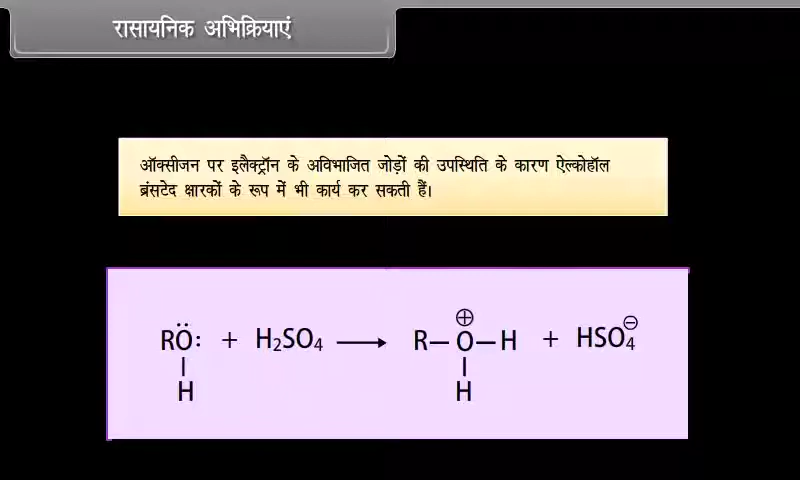 रासायनिक अभिक्रियाएं
ऑक्सीजन पर इलैक्ट्रॉन के अविभाजित जोड़ों की उपस्थिति के कारण ऐल्कोहॉल
ब्रंसटेद क्षारकों के रूप में भी कार्य कर सकती हैं।
RÖ: + H₂SO₄ ⟶ R—O⊕—H + HSO₄⊖
H H